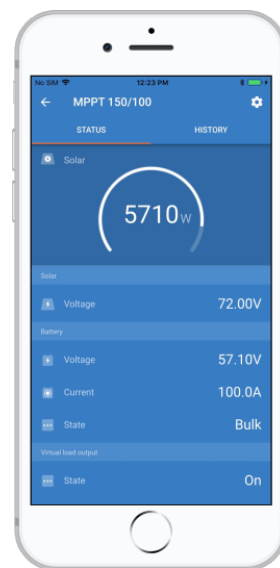 No SIM 12:23 PM
MPPT 150/100
STATUS HISTORY
Solar
5710W
Solar
Voltage 72.00V
Battery
Voltage 57.10V
Current 100.0A
State Bulk
Virtual load output
State On